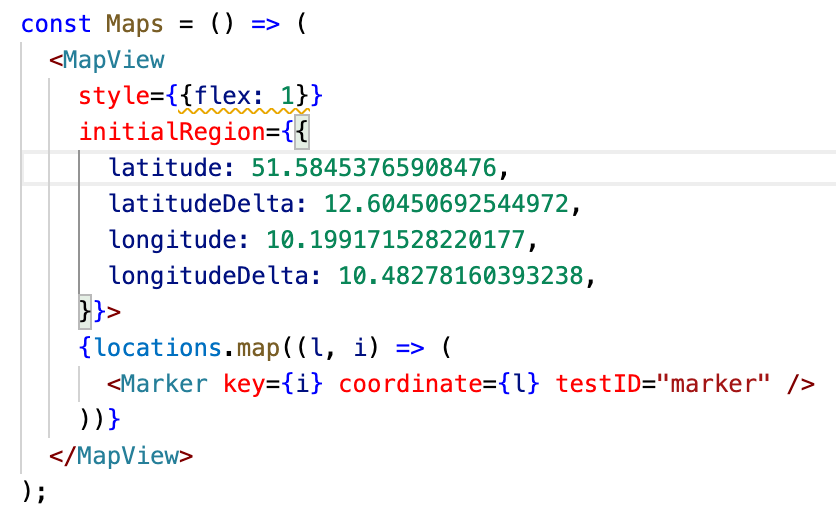 const Maps = () => (
  <MapView
    style={{flex: 1}}
    initialRegion={{
      latitude: 51.58453765908476,
      latitudeDelta: 12.60450692544972,
      longitude: 10.199171528220177,
      longitudeDelta: 10.48278160393238,
    }}>
    {locations.map((l, i) => (
      <Marker key={i} coordinate={l} testID="marker" />
    ))}
  </MapView>
);